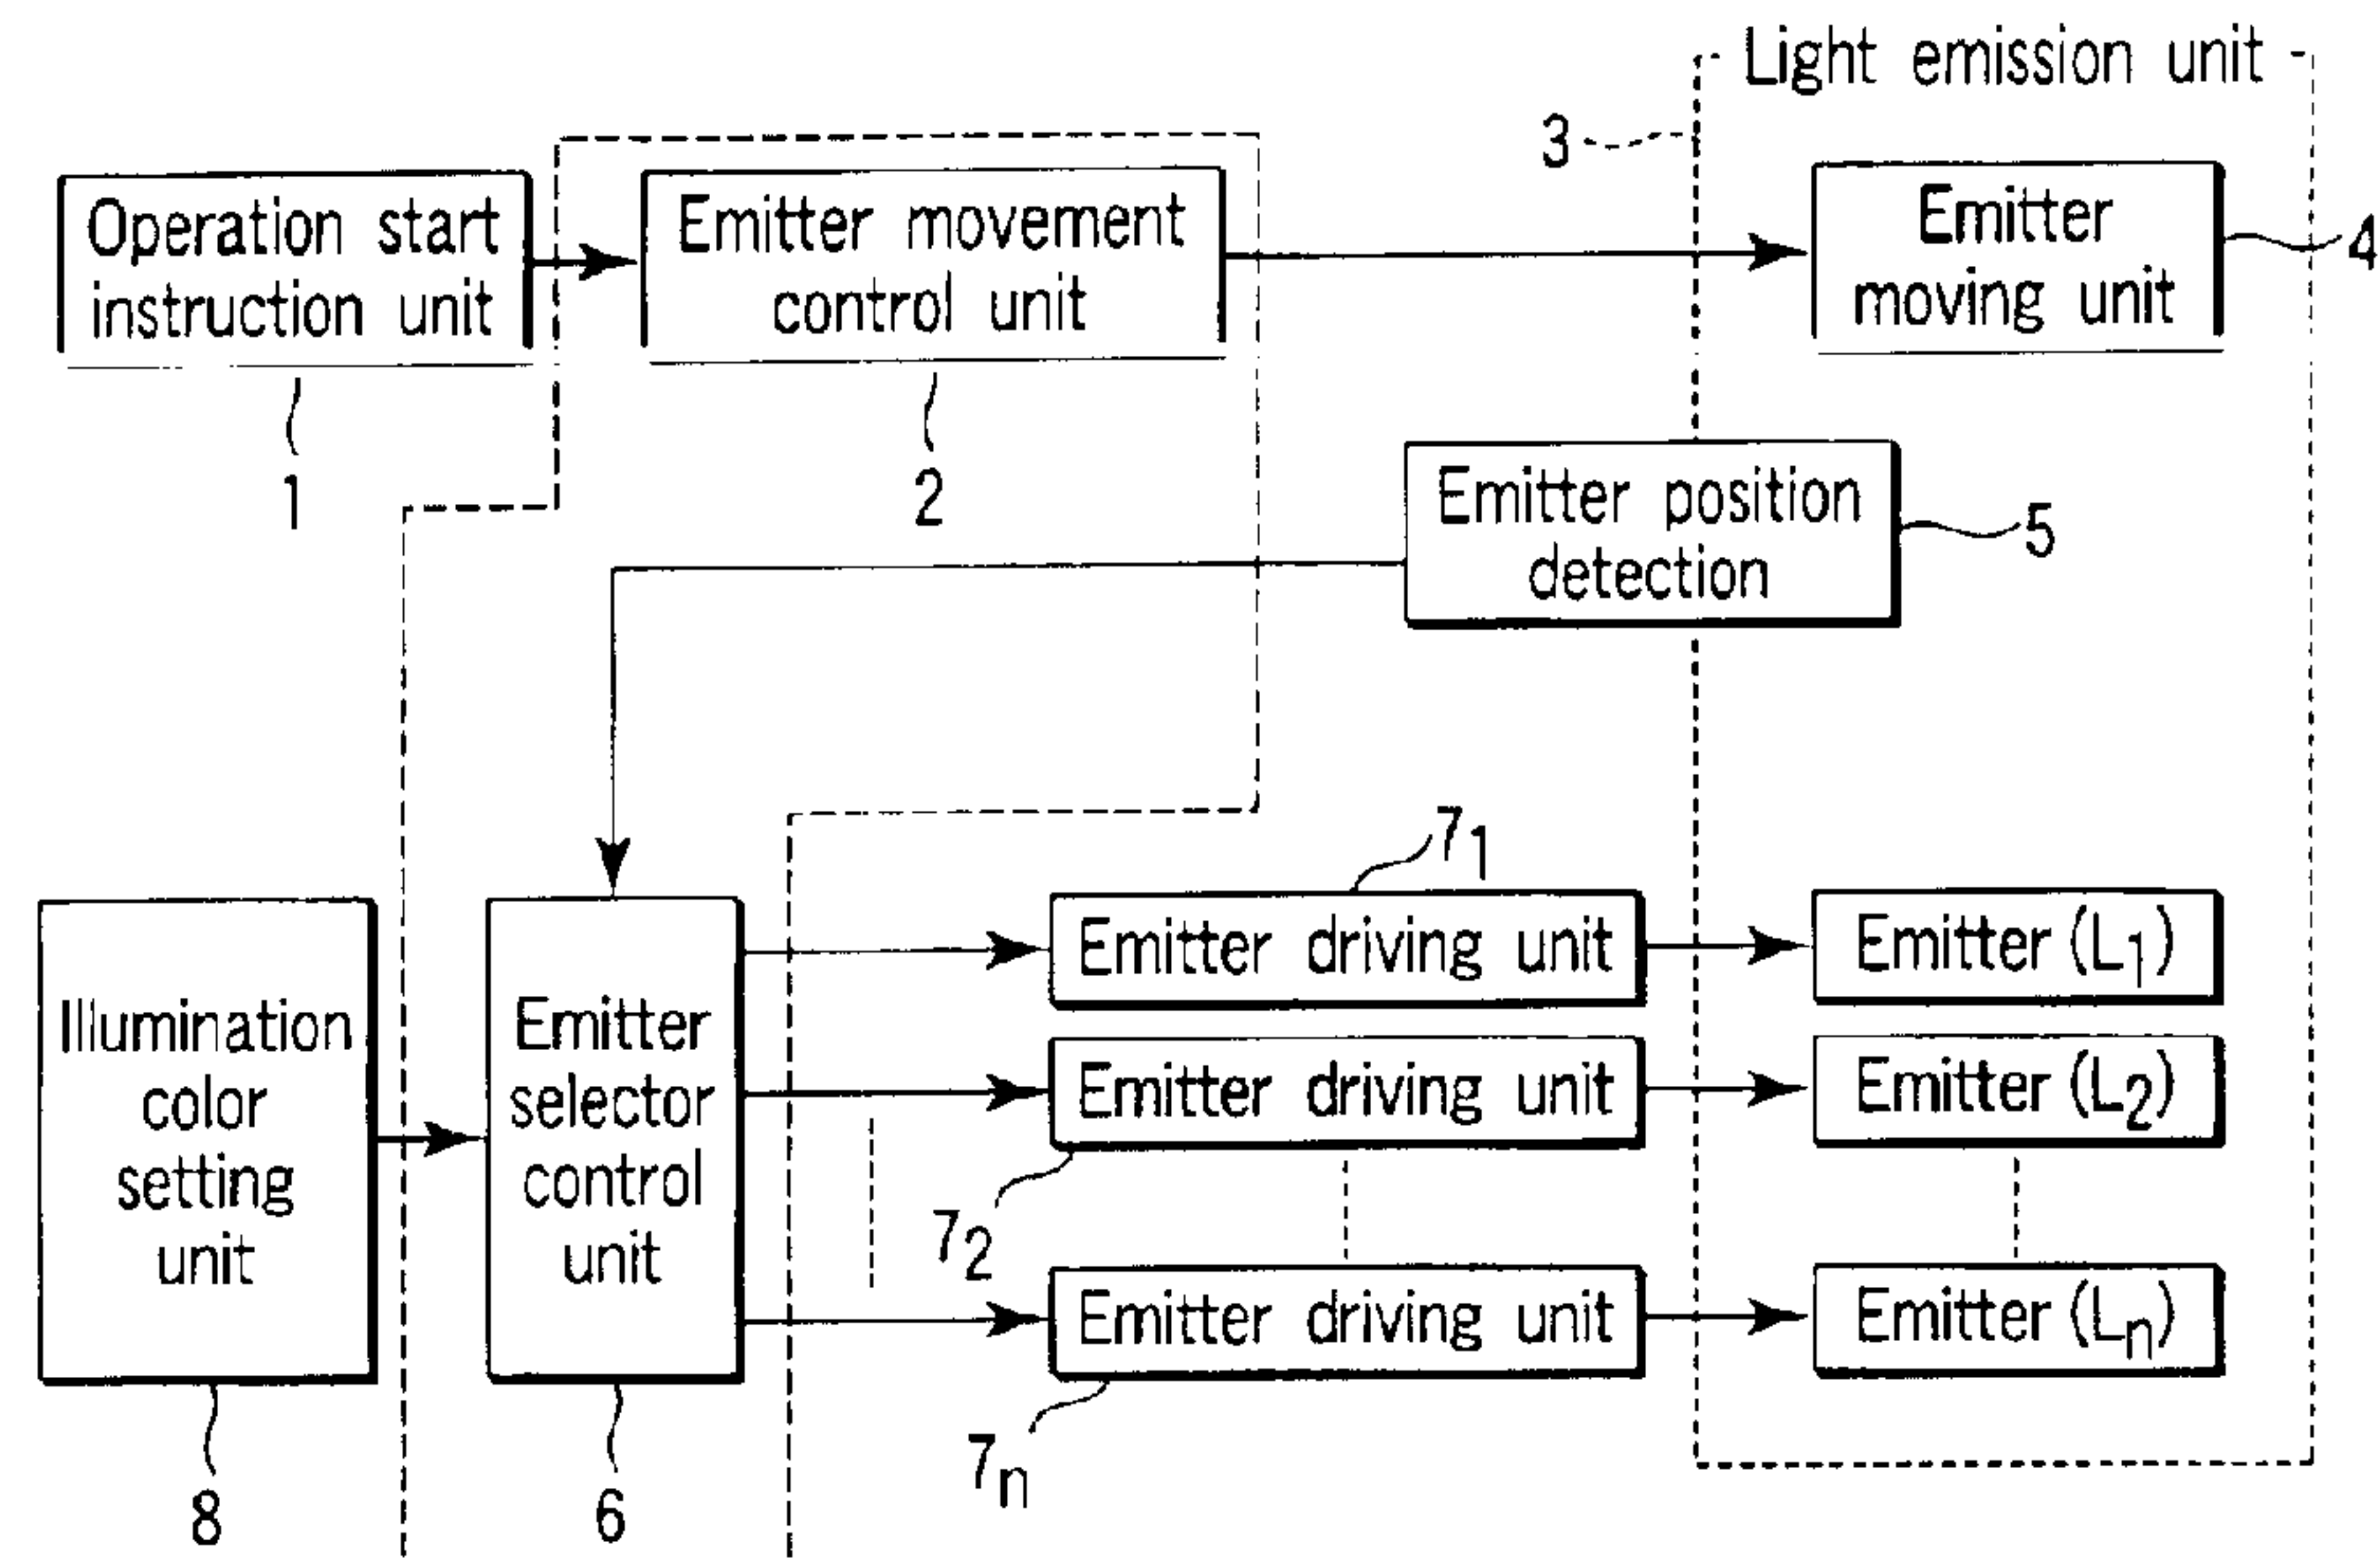 Light emission unit
3
Operation start
instruction unit
1
Emitter movement
control unit
2
Emitter
moving unit
4
Emitter position
detection
5
7₁
Emitter driving unit
Emitter (L₁)
Emitter driving unit
Emitter (L₂)
7₂
Emitter driving unit
Emitter (Lₙ)
7ₙ
Illumination
color
setting
unit
8
Emitter
selector
control
unit
6